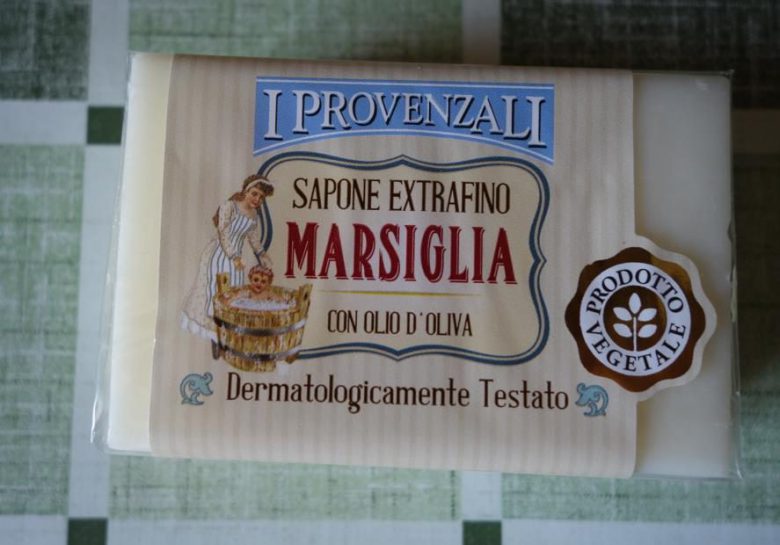 I PROVENZALI
SAPONE EXTRAFINO
MARSIGLIA
CON OLIO D'OLIVA
Dermatologicamente Testato
PRODOTTO
VEGETALE